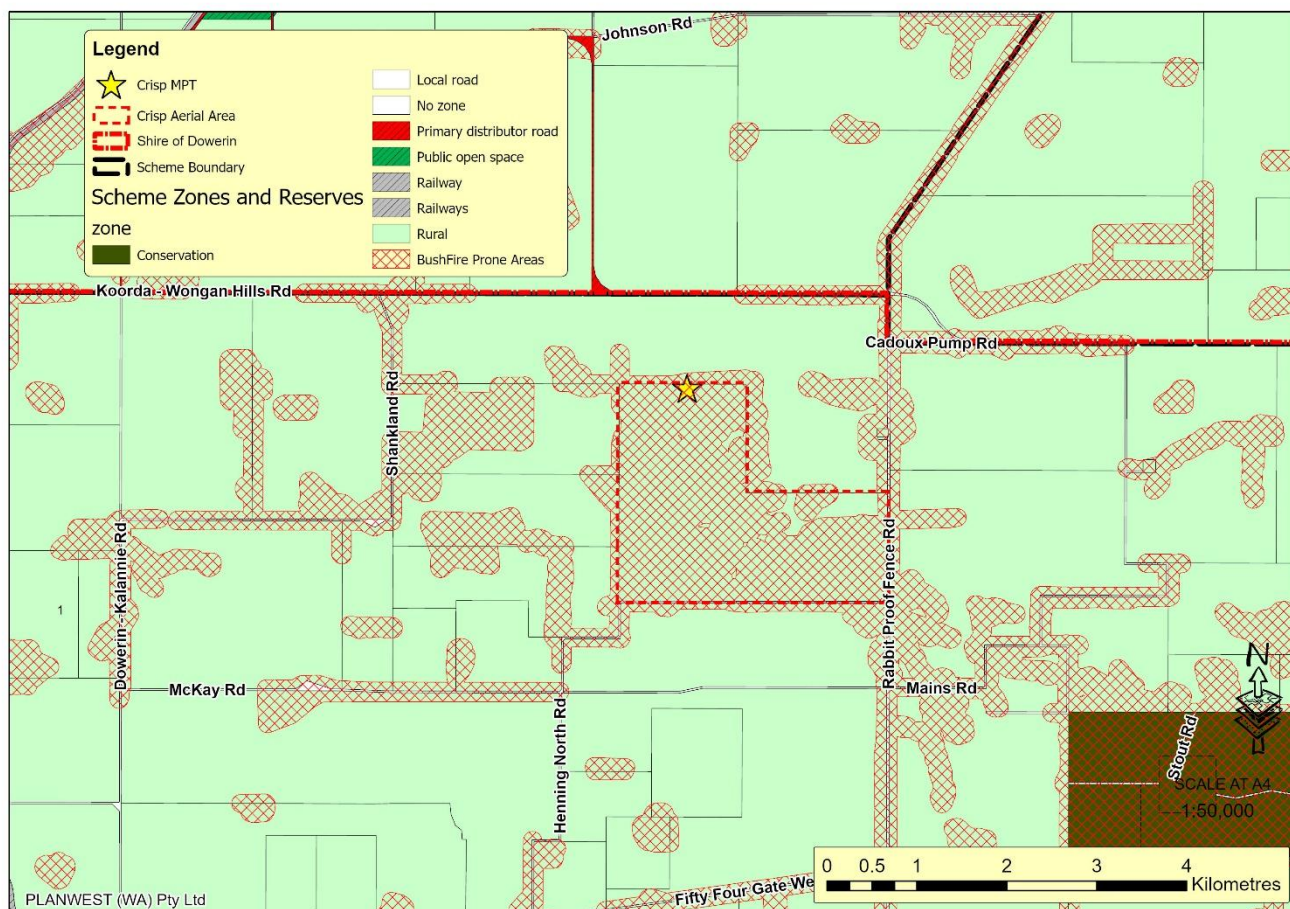 Johnson Rd
Legend
Crisp MPT
Crisp Aerial Area
Shire of Dowerin
Scheme Boundary
Scheme Zones and Reserves
zone
Conservation
Local road
No zone
Primary distributor road
Public open space
Railway
Railways
Rural
BushFire Prone Areas
Koorda - Wongan Hills Rd
Cadoux Pump Rd
Shankland Rd
Dowerin - Kalannie Rd
Rabbit Proof Fence Rd
1
McKay Rd
Mains Rd
Henning North Rd
N
Stout Rd
SCALE AT A4
1:50,000
0 0.5 1 2 3 4
Kilometres
Fifty Four Gate We
PLANWEST (WA) Pty Ltd